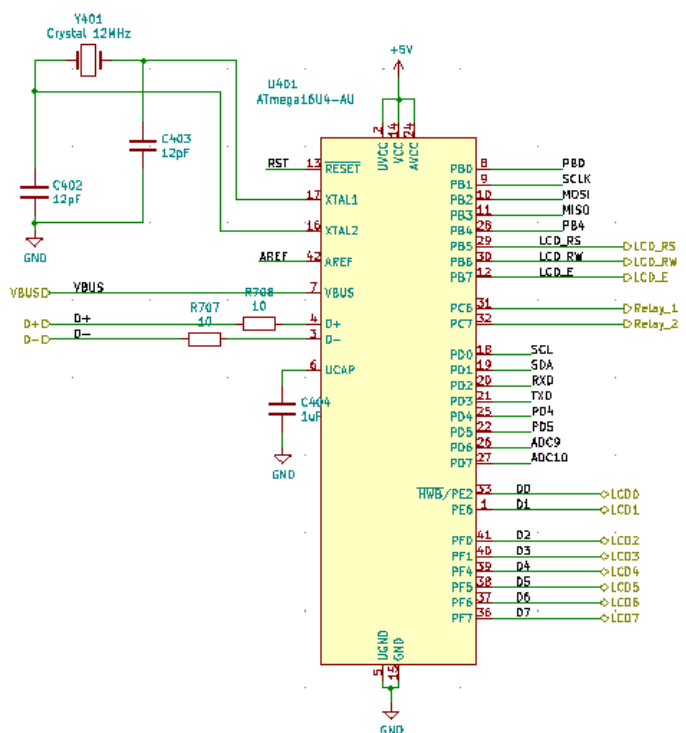 Y401
Crystal 12MHz
+5V
U401
ATmega16U4-AU
C403
12pF
C402
12pF
GND
2 14 24
UVCC VCC AVCC
RST 13 RESET
17 XTAL1
16 XTAL2
AREF 42 AREF
VBUS VBUS 7 VBUS
R708
10
R707
10
D+ D+ 4 D+
D- D- 3 D-
6 UCAP
C404
1uF
GND
PB0 8 PB0
PB1 9 SCLK
PB2 10 MOSI
PB3 11 MISO
PB4 28 PB4
PB5 29 LCD_RS LCD_RS
PB6 30 LCD_RW LCD_RW
PB7 12 LCD_E LCD_E
PC6 31 Relay_1
PC7 32 Relay_2
PD0 18 SCL
PD1 19 SDA
PD2 20 RXD
PD3 21 TXD
PD4 25 PD4
PD5 22 PD5
PD6 26 ADC9
PD7 27 ADC10
HWB/PE2 33 D0 LCD0
PE6 1 D1 LCD1
PF0 41 D2 LCD2
PF1 40 D3 LCD3
PF4 39 D4 LCD4
PF5 38 D5 LCD5
PF6 37 D6 LCD6
PF7 36 D7 LCD7
UGND GND
5 15
GND